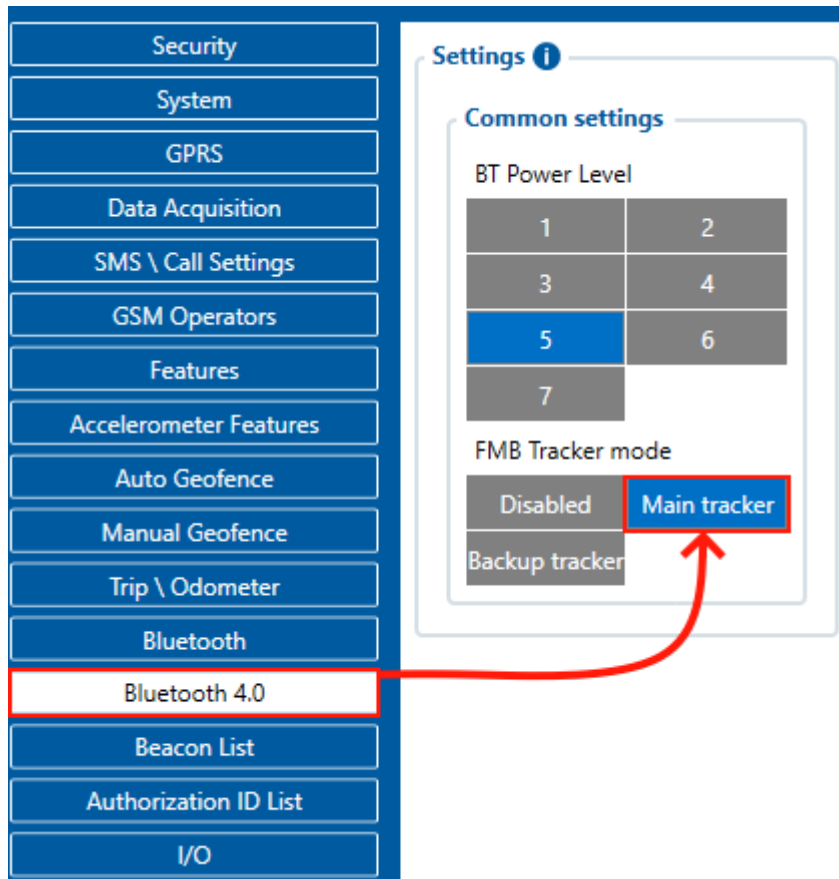 Security
System
GPRS
Data Acquisition
SMS \ Call Settings
GSM Operators
Features
Accelerometer Features
Auto Geofence
Manual Geofence
Trip \ Odometer
Bluetooth
Bluetooth 4.0
Beacon List
Authorization ID List
I/O
Settings i
Common settings
BT Power Level
1 2
3 4
5 6
7
FMB Tracker mode
Disabled Main tracker
Backup tracker